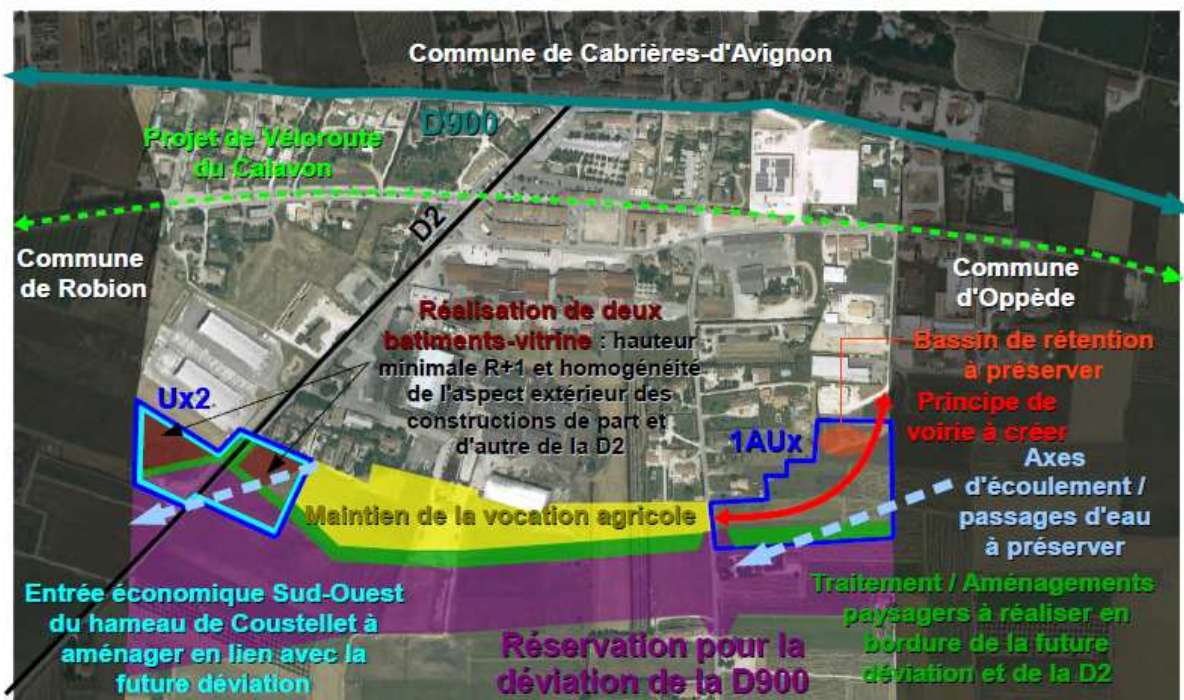 Commune de Cabrières-d'Avignon
D900
Projet de Véloroute
du Calavon
D2
Commune
de Robion
Commune
d'Oppède
Réalisation de deux
batiments-vitrine : hauteur
minimale R+1 et homogénéité
de l'aspect extérieur des
constructions de part et
d'autre de la D2
Bassin de rétention
à préserver
Ux2
Principe de
voirie à créer
1AUx
Axes
d'écoulement /
passages d'eau
à préserver
Maintien de la vocation agricole
Entrée économique Sud-Ouest
du hameau de Coustellet à
aménager en lien avec la
future déviation
Traitement / Aménagements
paysagers à réaliser en
bordure de la future
déviation et de la D2
Réservation pour la
déviation de la D900